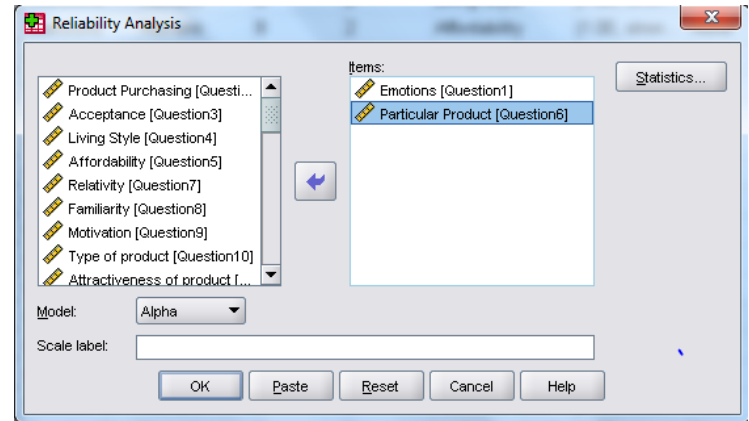 Reliability Analysis
Items:
Product Purchasing [Questi...
Acceptance [Question3]
Living Style [Question4]
Affordability [Question5]
Relativity [Question7]
Familiarity [Question8]
Motivation [Question9]
Type of product [Question10]
Attractiveness of product [...
Emotions [Question1]
Particular Product [Question6]
Statistics...
Model:
Alpha
Scale label:
OK Paste Reset Cancel Help